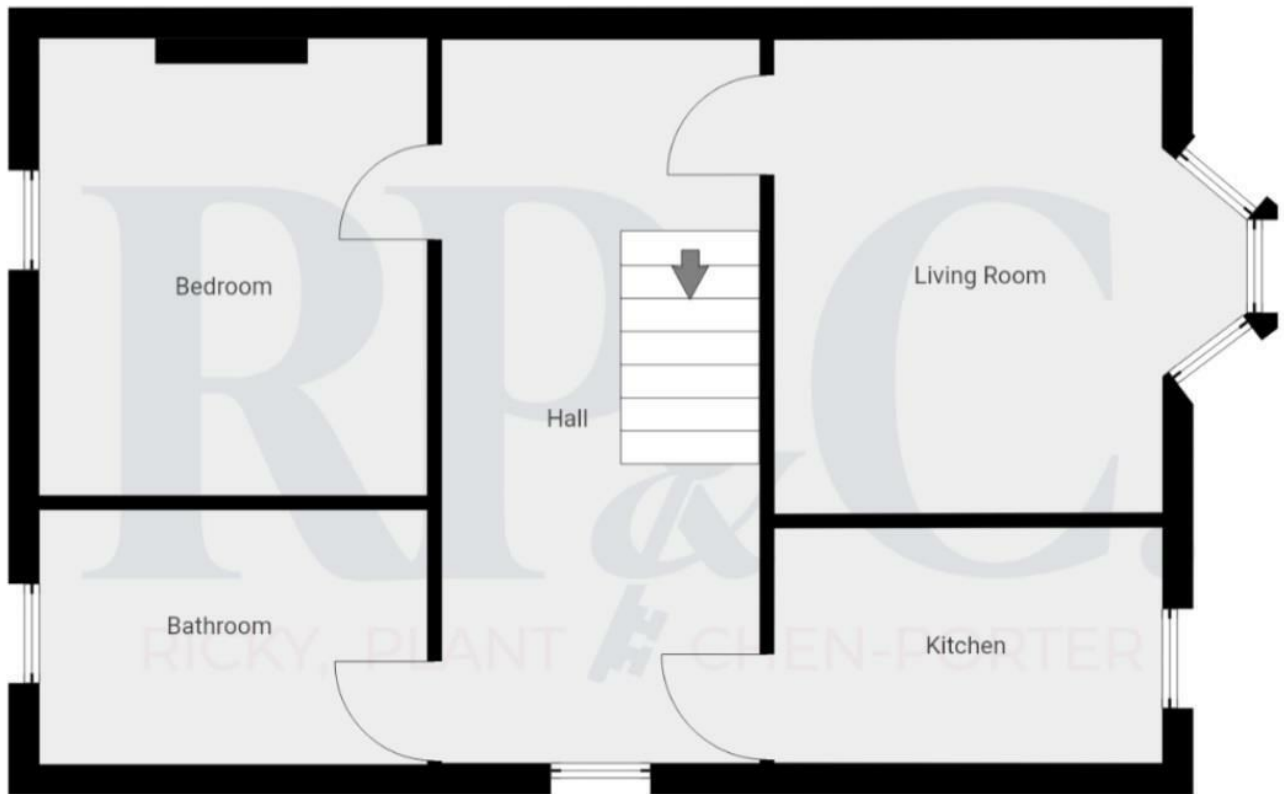 Bedroom
Living Room
Hall
Bathroom
Kitchen
RP&C.
RICKY, PLANT CHEN-PORTER